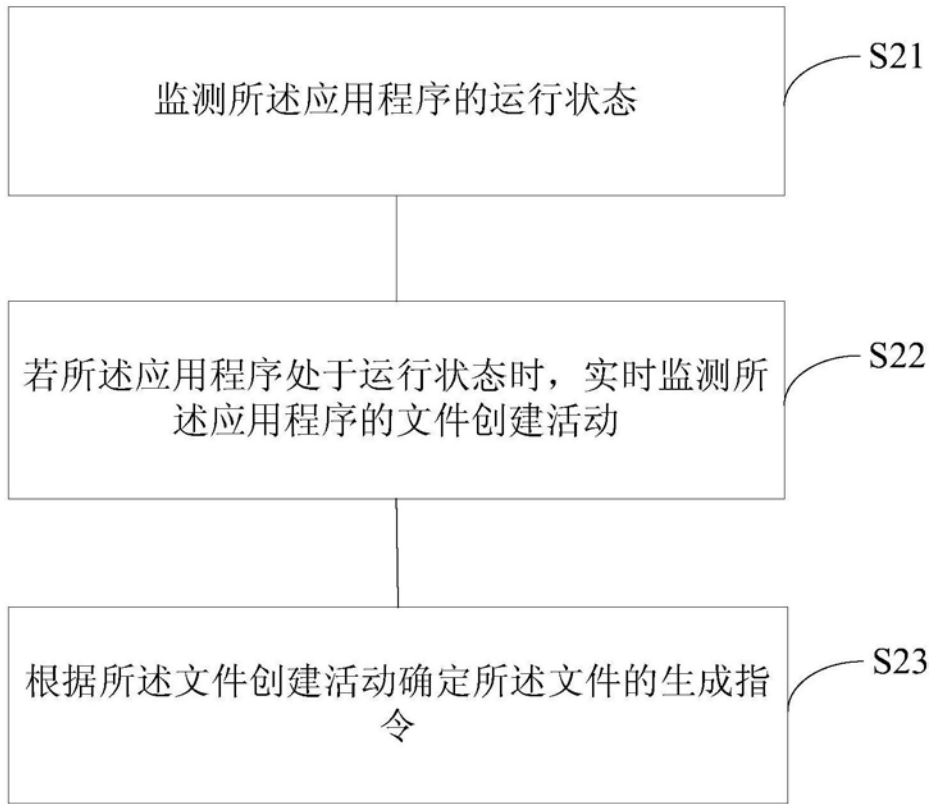 监测所述应用程序的运行状态
S21
若所述应用程序处于运行状态时，实时监测所
述应用程序的文件创建活动
S22
根据所述文件创建活动确定所述文件的生成指
令
S23